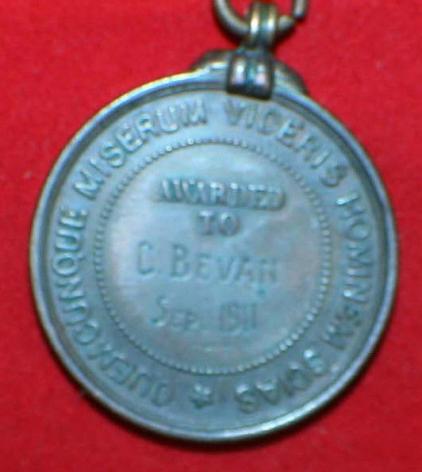 QUEMCUNQUE MISERUM VIDERIS HOMINEM SCIAS
AWARDED
TO
C. BEVAN
SEP. 1911